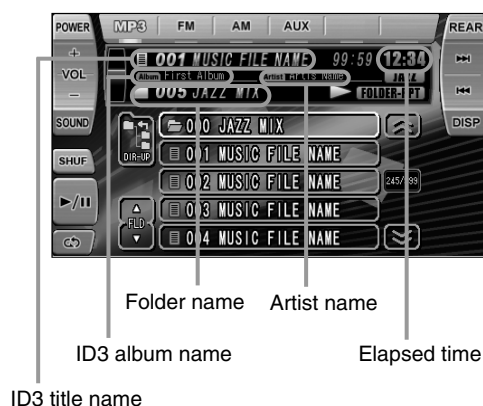 POWER MP3 FM AM AUX REAR
001 MUSIC FILE NAME 99:59 12:34
Album First Album Artist Artis Name JAZZ
005 JAZZ MIX FOLDER-RPT
+
VOL
−
SOUND
SHUF
DISP
DIR-UP
000 JAZZ MIX
001 MUSIC FILE NAME
002 MUSIC FILE NAME 245/999
FLD
003 MUSIC FILE NAME
004 MUSIC FILE NAME
Folder name Artist name
ID3 album name Elapsed time
ID3 title name